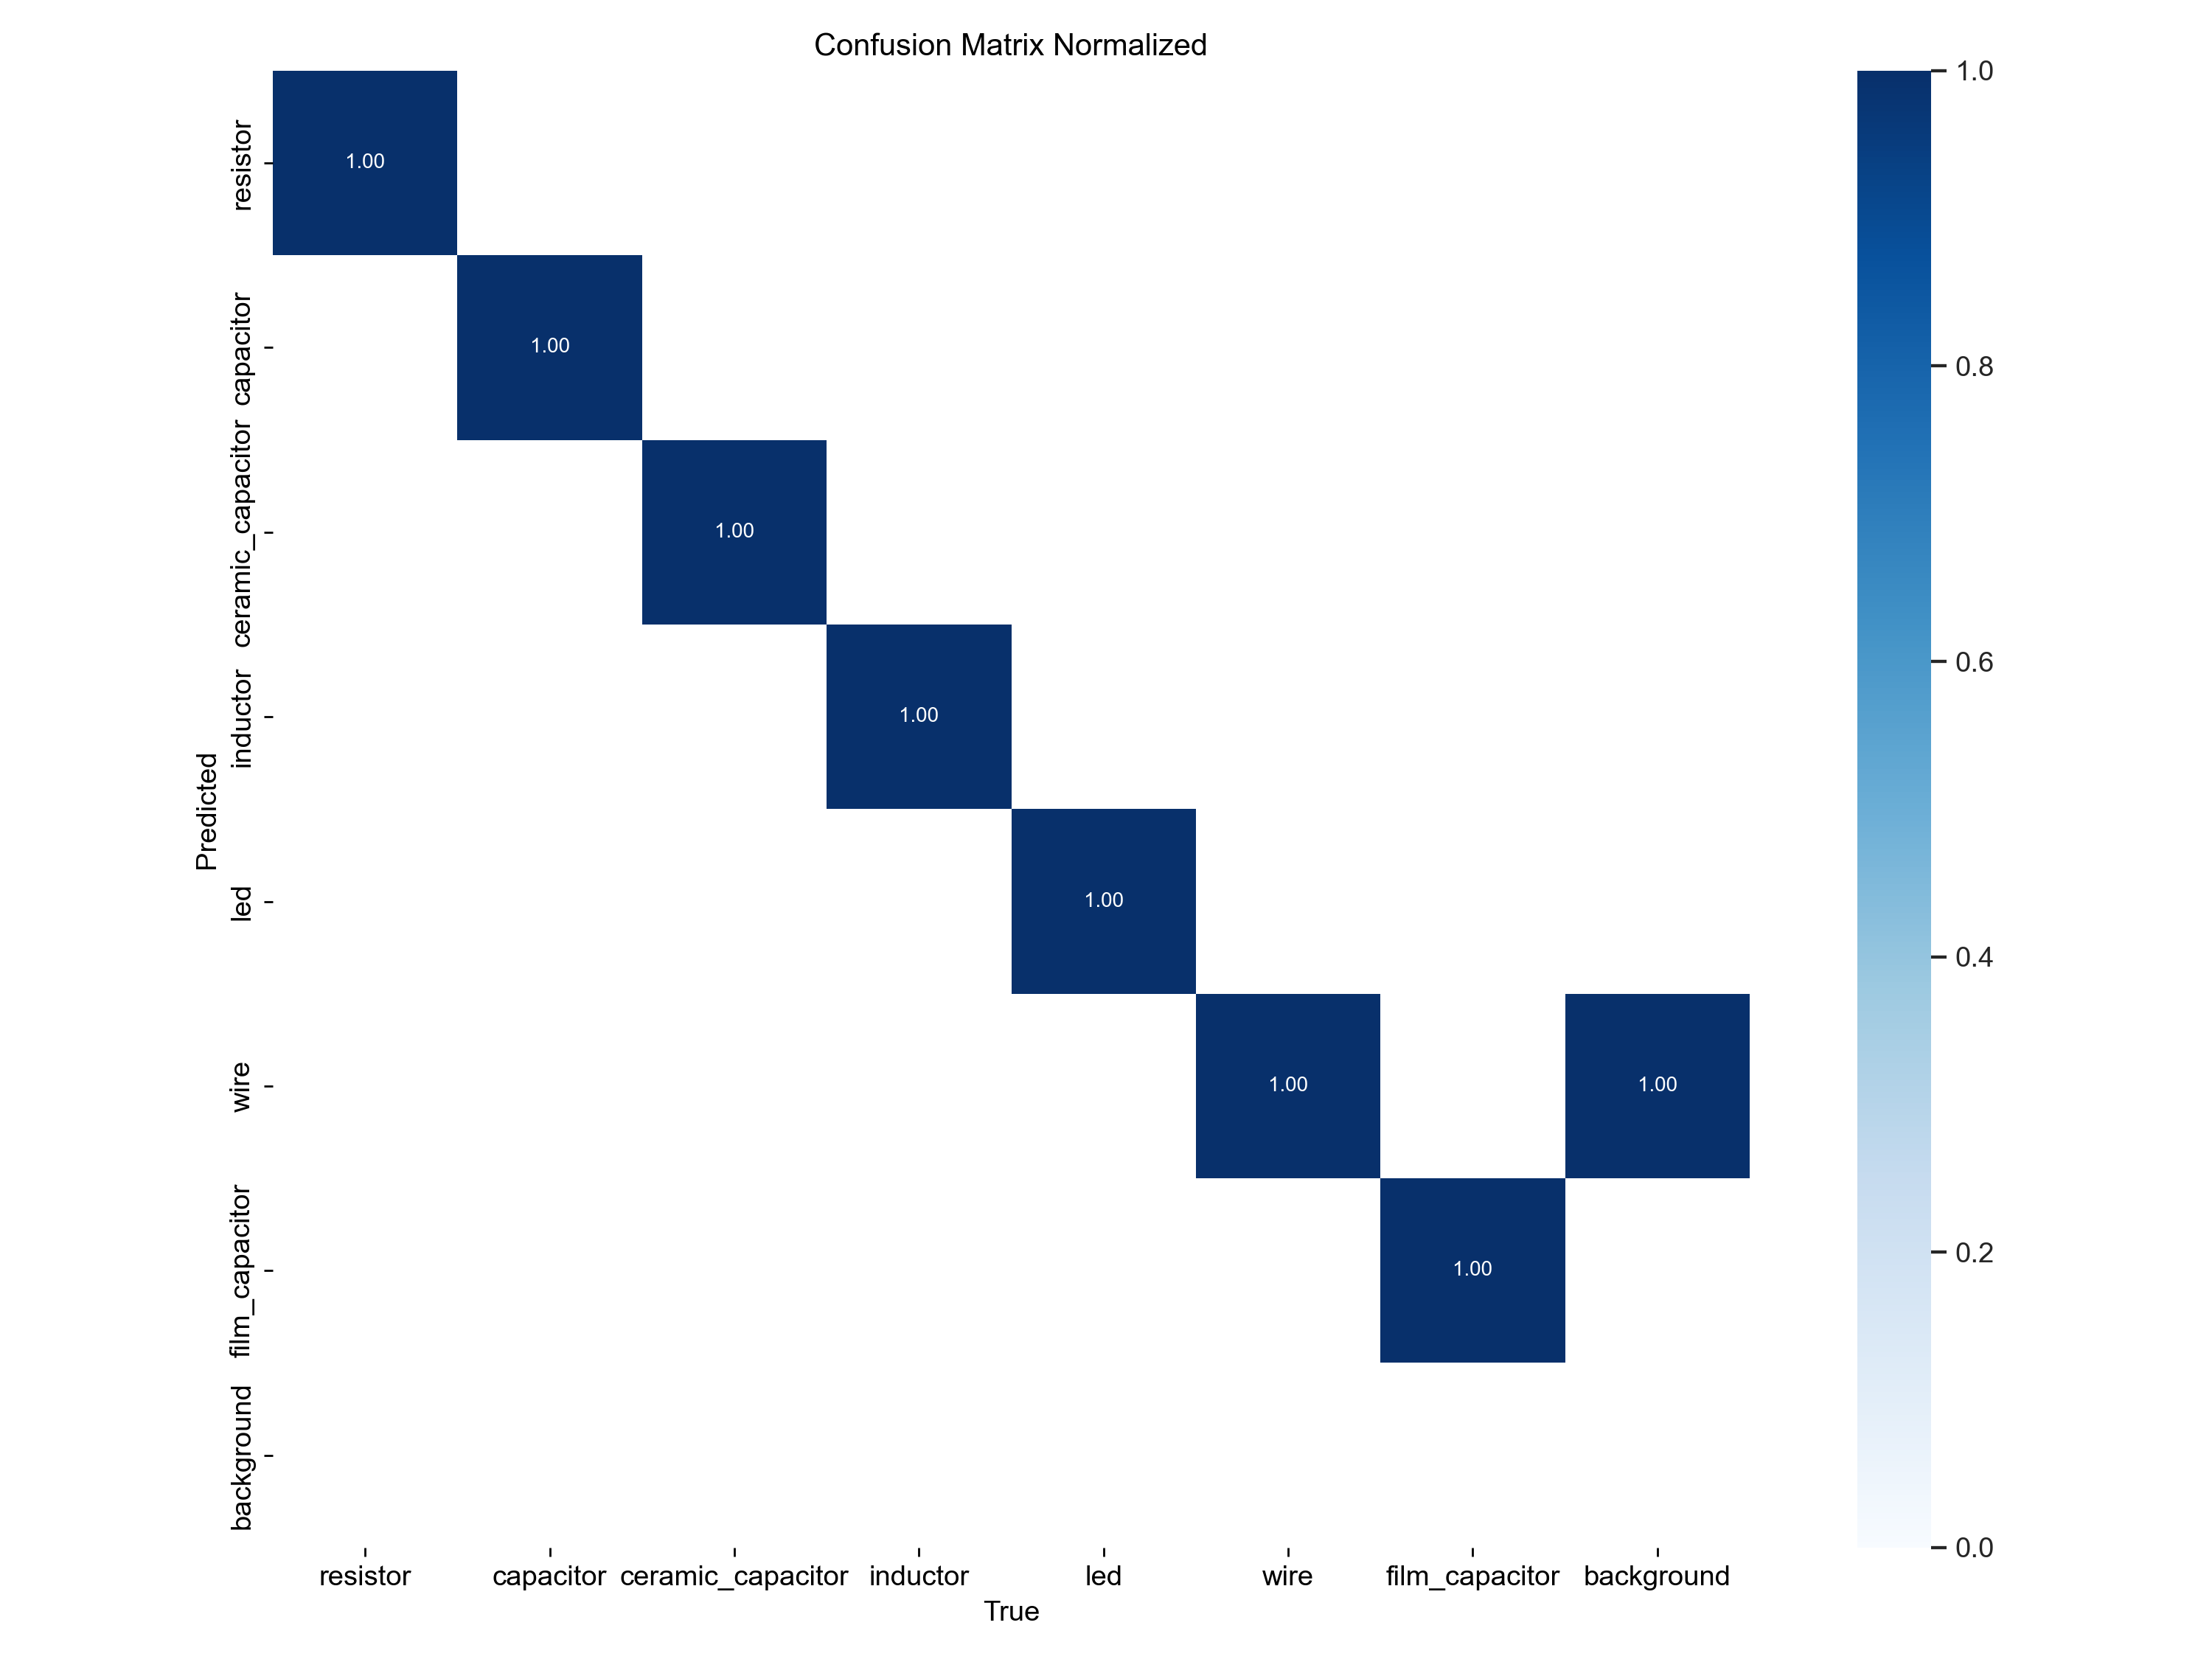 Confusion Matrix Normalized
resistor
capacitor
ceramic_capacitor
inductor
led
wire
film_capacitor
background
Predicted
1.00
1.00
1.00
1.00
1.00
1.00
1.00
1.00
resistor
capacitor
ceramic_capacitor
inductor
led
wire
film_capacitor
background
True
1.0
0.8
0.6
0.4
0.2
0.0